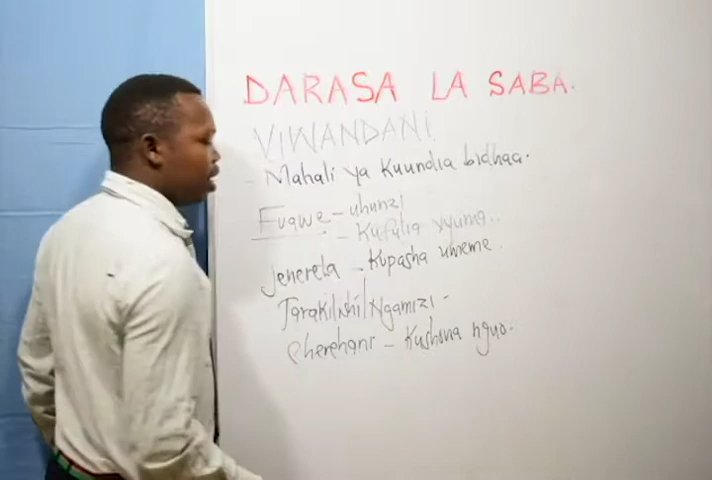 DARASA LA SABA.
VIWANDANI.
- Mahali ya Kuundia bidhaa.
Fuawe - uhunzi
- Kufulia vyuma..
Jenerela - Kupasha umeme.
Tarakilishi/Ngamizi -
Cherehani - Kushona nguo.